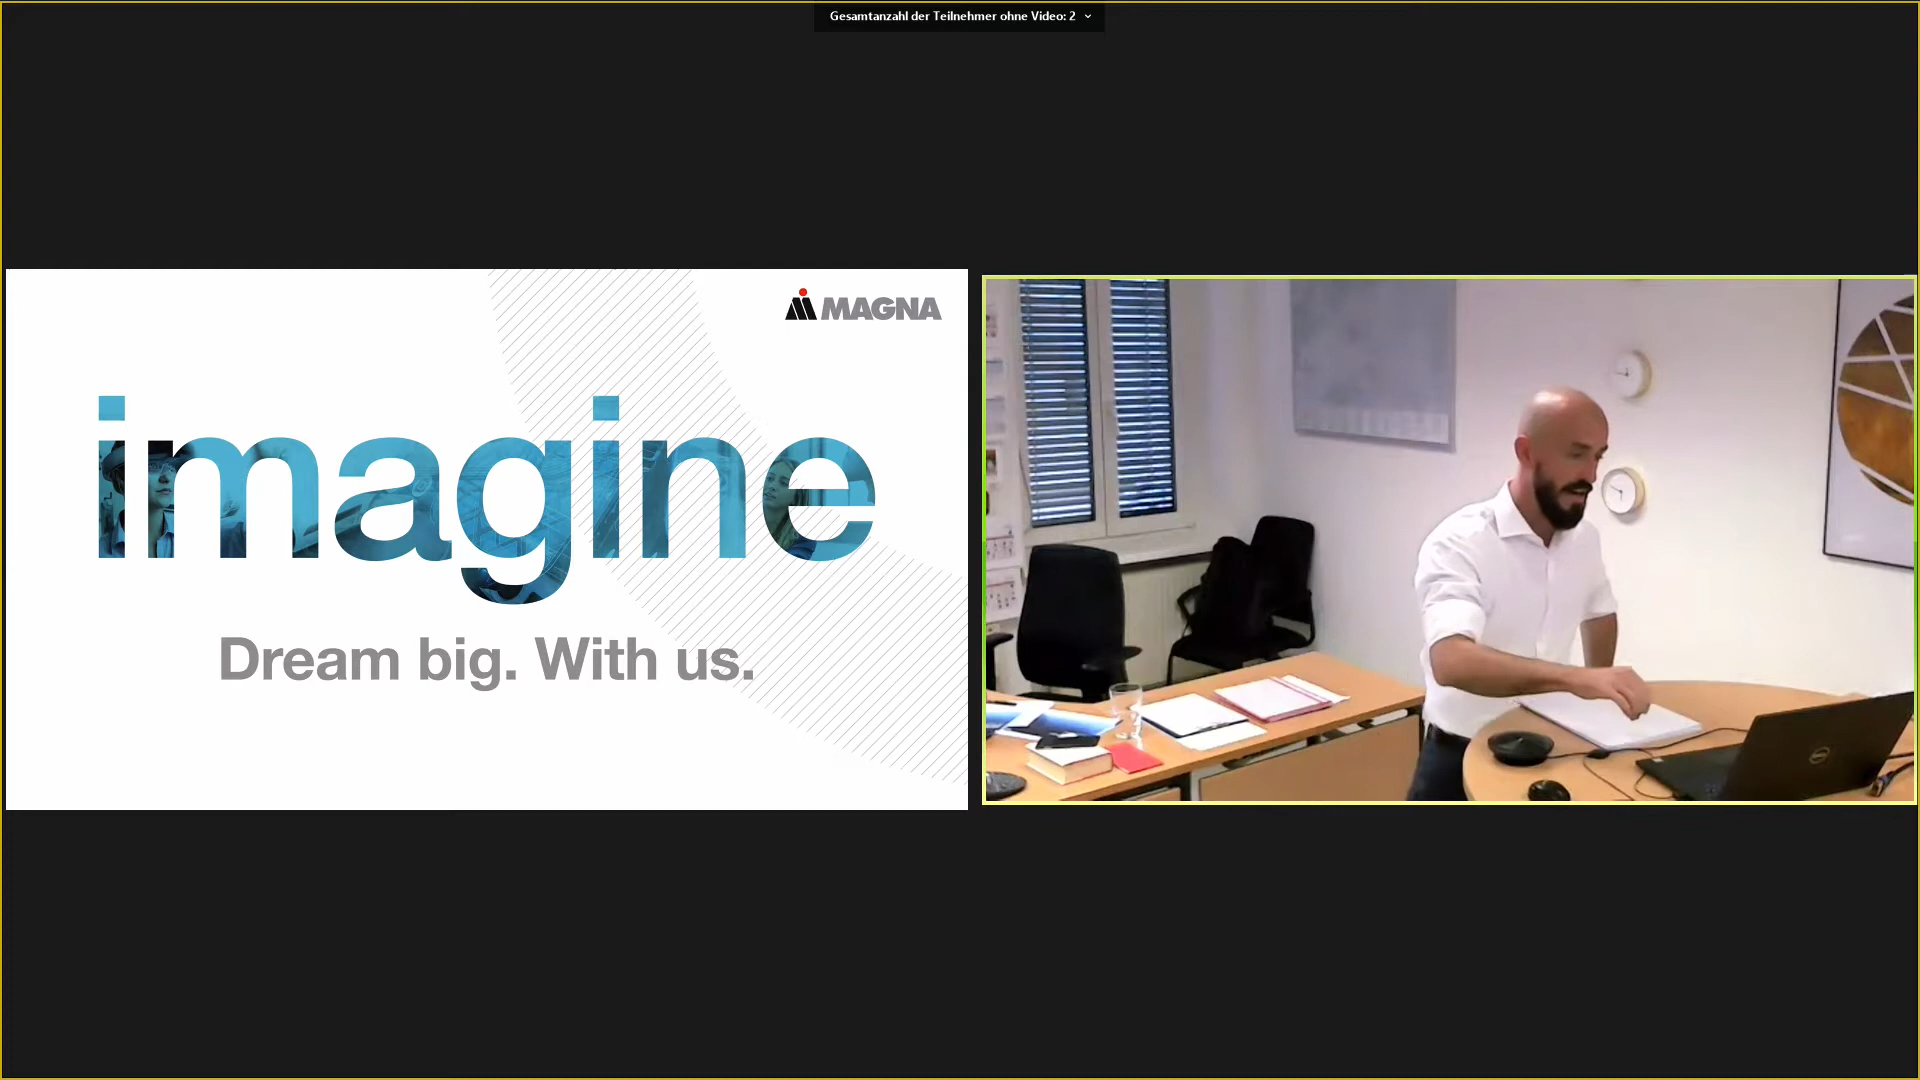 Gesamtanzahl der Teilnehmer ohne Video: 2
MAGNA
imagine
Dream big. With us.